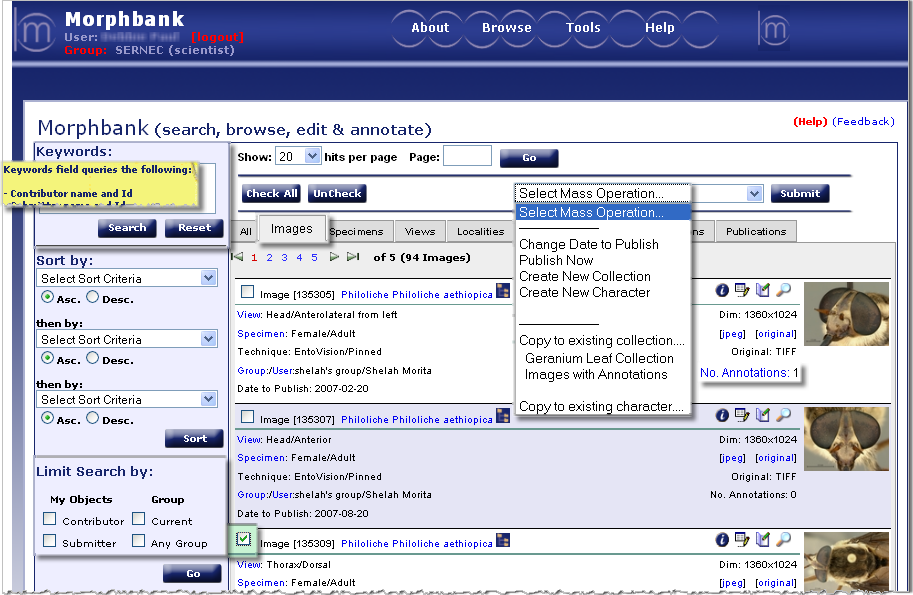 Morphbank
User: [logout]
Group: SERNEC (scientist)
About Browse Tools Help
Morphbank (search, browse, edit & annotate)
(Help) (Feedback)
Keywords:
Keywords field queries the following:
- Contributor name and Id
- Submitter name and Id
Search Reset
Sort by:
Select Sort Criteria
Asc. Desc.
then by:
Select Sort Criteria
Asc. Desc.
then by:
Select Sort Criteria
Asc. Desc.
Sort
Limit Search by:
My Objects Group
Contributor Current
Submitter Any Group
Go
Show: 20 hits per page Page: Go
Check All UnCheck Select Mass Operation... Submit
Select Mass Operation...
Change Date to Publish
Publish Now
Create New Collection
Create New Character
Copy to existing collection....
Geranium Leaf Collection
Images with Annotations
Copy to existing character....
All Images Specimens Views Localities Publications
1 2 3 4 5 of 5 (94 Images)
Image [135305] Philoliche Philoliche aethiopica
View: Head/Anterolateral from left
Specimen: Female/Adult
Technique: EntoVision/Pinned
Group:/User:shelah's group/Shelah Morita
Date to Publish: 2007-02-20
Dim: 1360x1024
[jpeg] [original]
Original: TIFF
No. Annotations: 1
Image [135307] Philoliche Philoliche aethiopica
View: Head/Anterior
Specimen: Female/Adult
Technique: EntoVision/Pinned
Group:/User:shelah's group/Shelah Morita
Date to Publish: 2007-08-20
Dim: 1360x1024
[jpeg] [original]
Original: TIFF
No. Annotations: 0
Image [135309] Philoliche Philoliche aethiopica
View: Thorax/Dorsal
Specimen: Female/Adult
Dim: 1360x1024
[jpeg] [original]